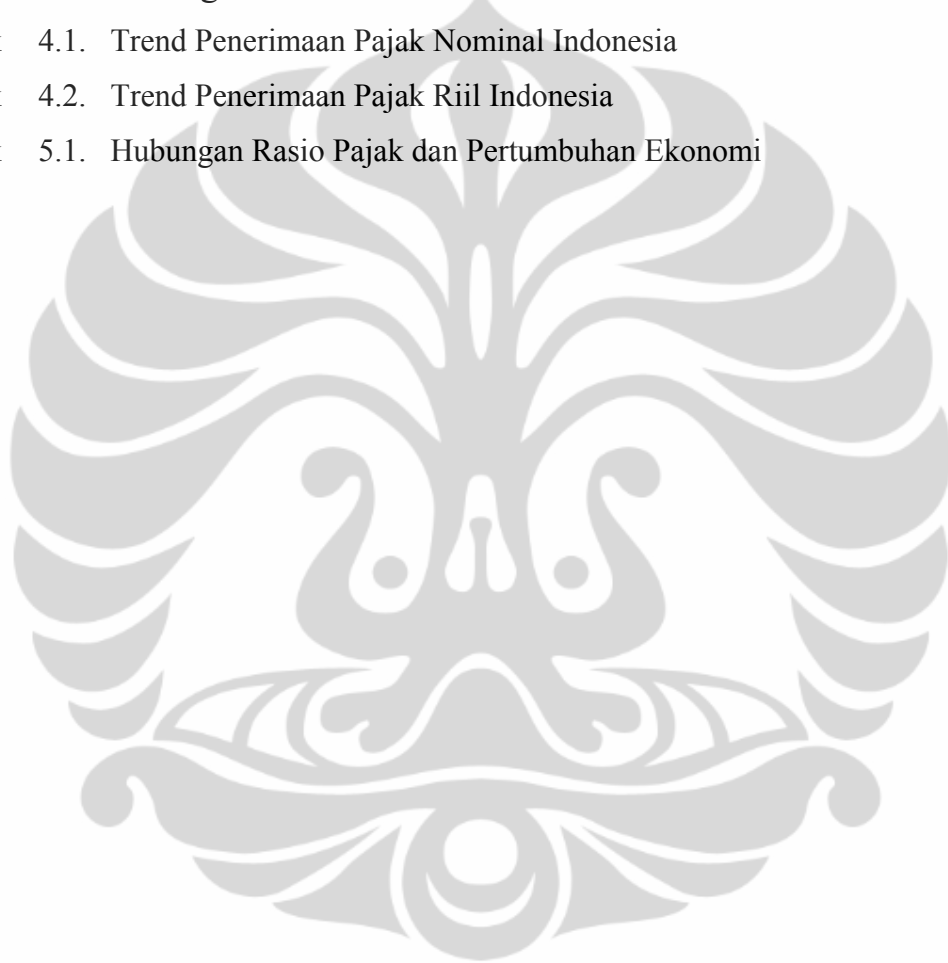 4.1. Trend Penerimaan Pajak Nominal Indonesia
4.2. Trend Penerimaan Pajak Riil Indonesia
5.1. Hubungan Rasio Pajak dan Pertumbuhan Ekonomi